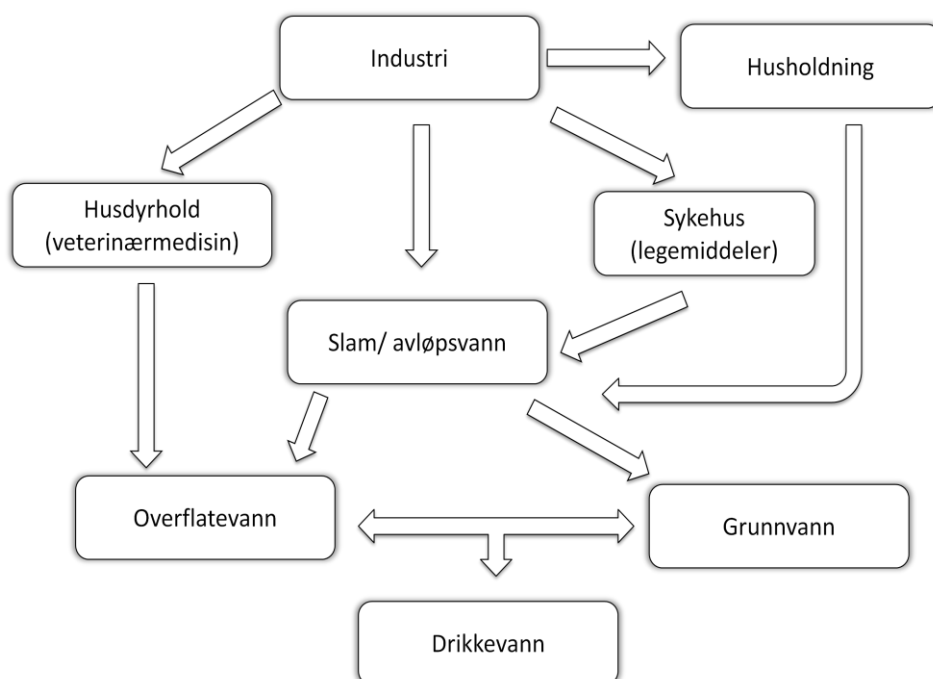 Industri
Husholdning
Husdyrhold
(veterinærmedisin)
Sykehus
(legemiddeler)
Slam/ avløpsvann
Overflatevann
Grunnvann
Drikkevann